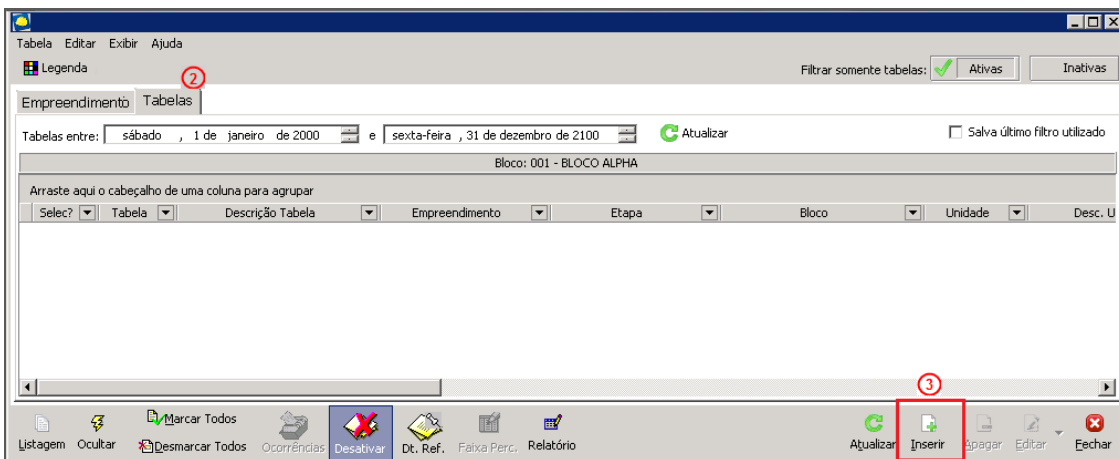 Tabela Editar Exibir Ajuda
Legenda
Filtrar somente tabelas: Ativas Inativas
2
Empreendimento Tabelas
Tabelas entre: sábado , 1 de janeiro de 2000 e sexta-feira , 31 de dezembro de 2100 Atualizar Salva último filtro utilizado
Bloco: 001 - BLOCO ALPHA
Arraste aqui o cabeçalho de uma coluna para agrupar
Selec? Tabela Descrição Tabela Empreendimento Etapa Bloco Unidade Desc. U
3
Listagem Ocultar Marcar Todos Desmarcar Todos Ocorrências Desativar Dt. Ref. Faixa Perc. Relatório Atualizar Inserir Apagar Editar Fechar